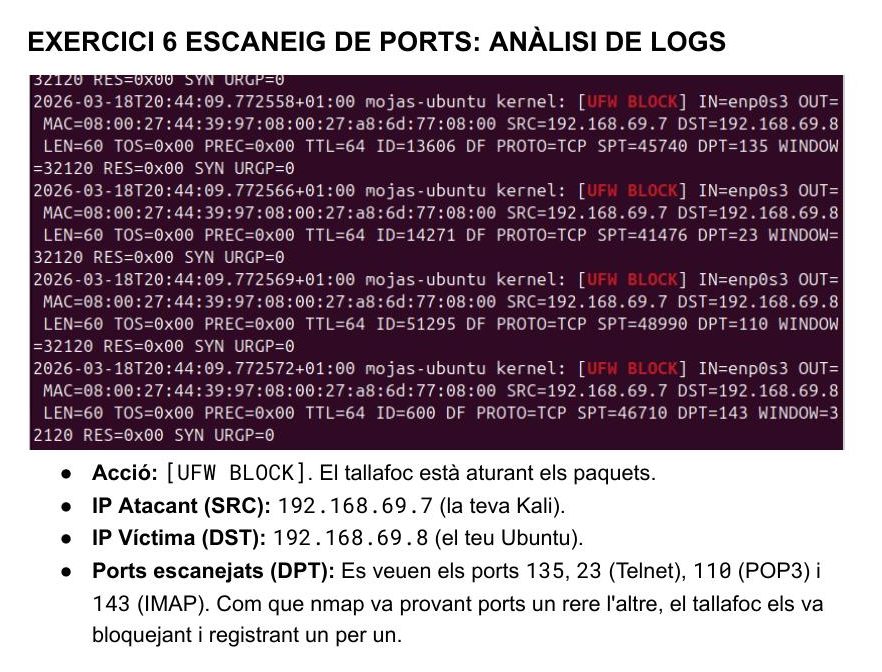 EXERCICI 6 ESCANEIG DE PORTS: ANÀLISI DE LOGS
32120 RES=0x00 SYN URGP=0
2026-03-18T20:44:09.772558+01:00 mojas-ubuntu kernel: [UFW BLOCK] IN=enp0s3 OUT=
MAC=08:00:27:44:39:97:08:00:27:a8:6d:77:08:00 SRC=192.168.69.7 DST=192.168.69.8
LEN=60 TOS=0x00 PREC=0x00 TTL=64 ID=13606 DF PROTO=TCP SPT=45740 DPT=135 WINDOW
=32120 RES=0x00 SYN URGP=0
2026-03-18T20:44:09.772566+01:00 mojas-ubuntu kernel: [UFW BLOCK] IN=enp0s3 OUT=
MAC=08:00:27:44:39:97:08:00:27:a8:6d:77:08:00 SRC=192.168.69.7 DST=192.168.69.8
LEN=60 TOS=0x00 PREC=0x00 TTL=64 ID=14271 DF PROTO=TCP SPT=41476 DPT=23 WINDOW=
32120 RES=0x00 SYN URGP=0
2026-03-18T20:44:09.772569+01:00 mojas-ubuntu kernel: [UFW BLOCK] IN=enp0s3 OUT=
MAC=08:00:27:44:39:97:08:00:27:a8:6d:77:08:00 SRC=192.168.69.7 DST=192.168.69.8
LEN=60 TOS=0x00 PREC=0x00 TTL=64 ID=51295 DF PROTO=TCP SPT=48990 DPT=110 WINDOW
=32120 RES=0x00 SYN URGP=0
2026-03-18T20:44:09.772572+01:00 mojas-ubuntu kernel: [UFW BLOCK] IN=enp0s3 OUT=
MAC=08:00:27:44:39:97:08:00:27:a8:6d:77:08:00 SRC=192.168.69.7 DST=192.168.69.8
LEN=60 TOS=0x00 PREC=0x00 TTL=64 ID=600 DF PROTO=TCP SPT=46710 DPT=143 WINDOW=3
2120 RES=0x00 SYN URGP=0
● Acció: [UFW BLOCK]. El tallafoc està aturant els paquets.
● IP Atacant (SRC): 192.168.69.7 (la teva Kali).
● IP Víctima (DST): 192.168.69.8 (el teu Ubuntu).
● Ports escanejats (DPT): Es veuen els ports 135, 23 (Telnet), 110 (POP3) i
143 (IMAP). Com que nmap va provant ports un rere l'altre, el tallafoc els va
bloquejant i registrant un per un.